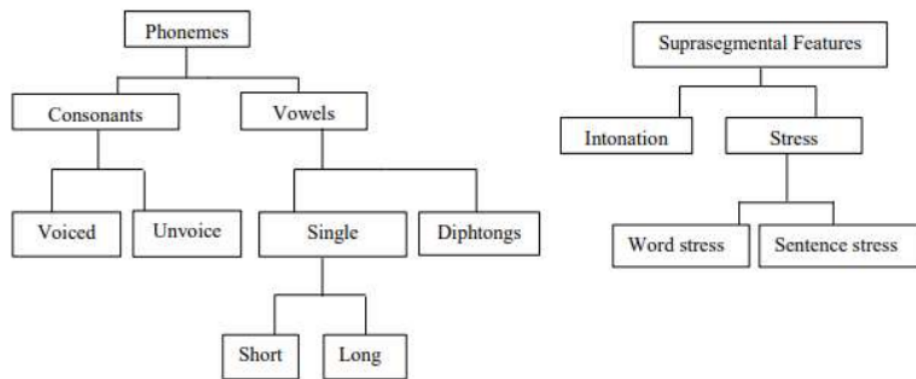 Phonemes
Suprasegmental Features
Consonants
Vowels
Intonation
Stress
Voiced
Unvoice
Single
Diphtongs
Word stress
Sentence stress
Short
Long